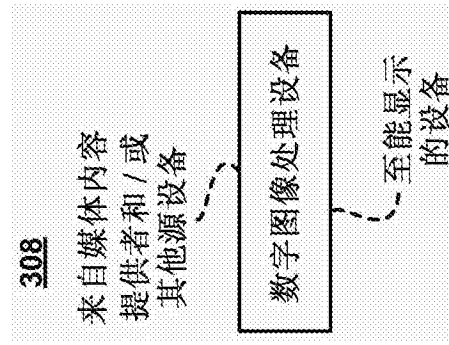 308
来自媒体内容
提供者和 / 或
其他源设备
数字图像处理设备
至能显示
的设备